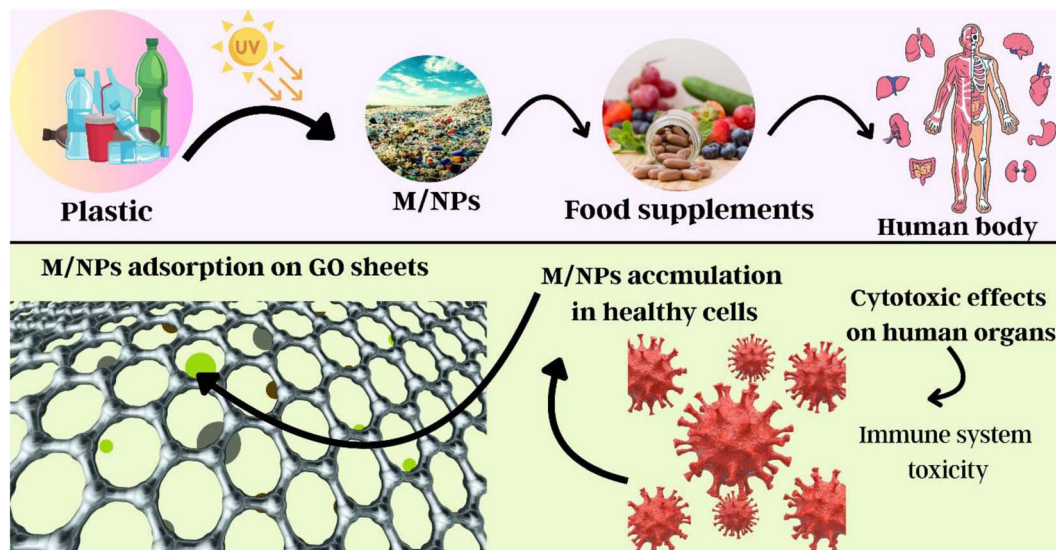 UV
Plastic
M/NPs
Food supplements
Human body
M/NPs adsorption on GO sheets
M/NPs accmulation
in healthy cells
Cytotoxic effects
on human organs
Immune system
toxicity